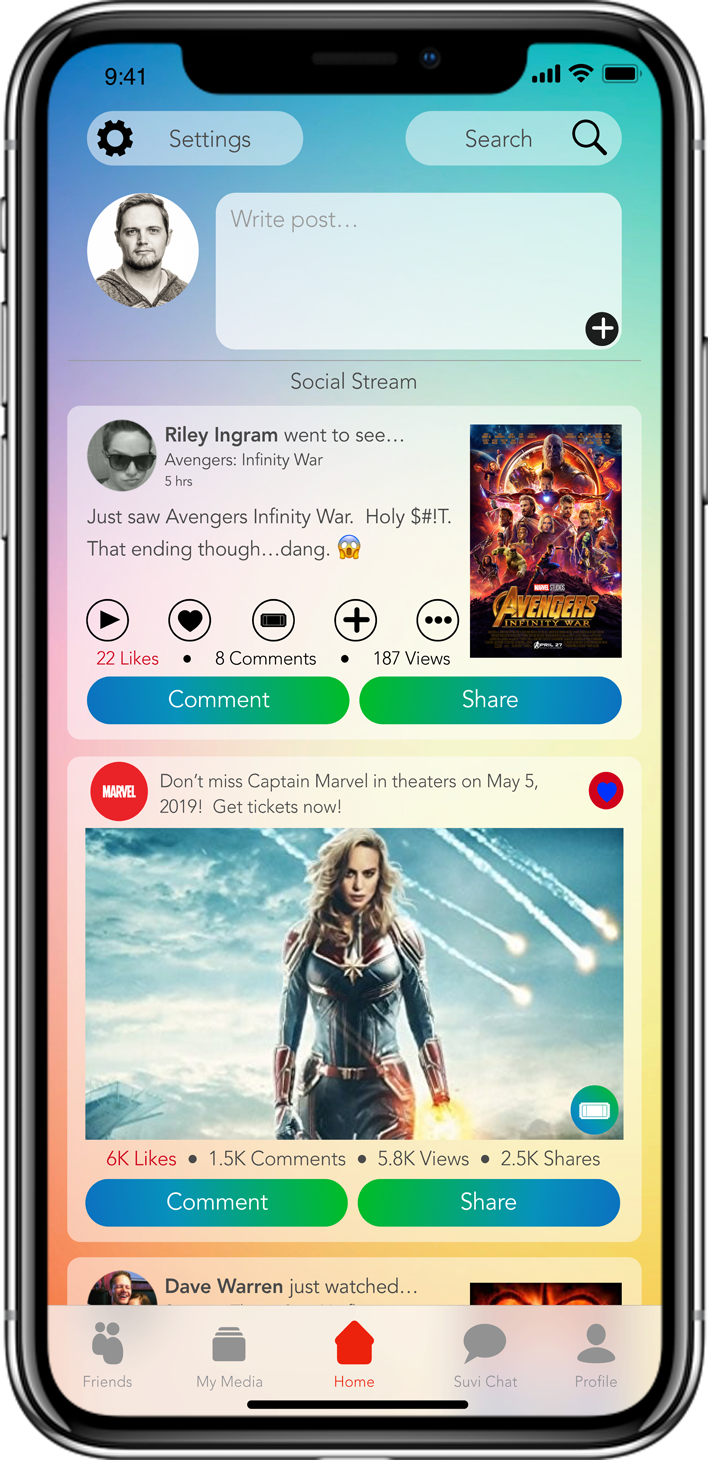 9:41
Settings
Search
Write post...
Social Stream
Riley Ingram went to see...
Avengers: Infinity War
5 hrs
Just saw Avengers Infinity War.  Holy $#!T.
That ending though...dang. 😱
MARVEL STUDIOS
AVENGERS
INFINITY WAR
APRIL 27
22 Likes • 8 Comments • 187 Views
Comment
Share
MARVEL
Don't miss Captain Marvel in theaters on May 5,
2019!  Get tickets now!
6K Likes • 1.5K Comments • 5.8K Views • 2.5K Shares
Comment
Share
Dave Warren just watched...
Friends
My Media
Home
Suvi Chat
Profile